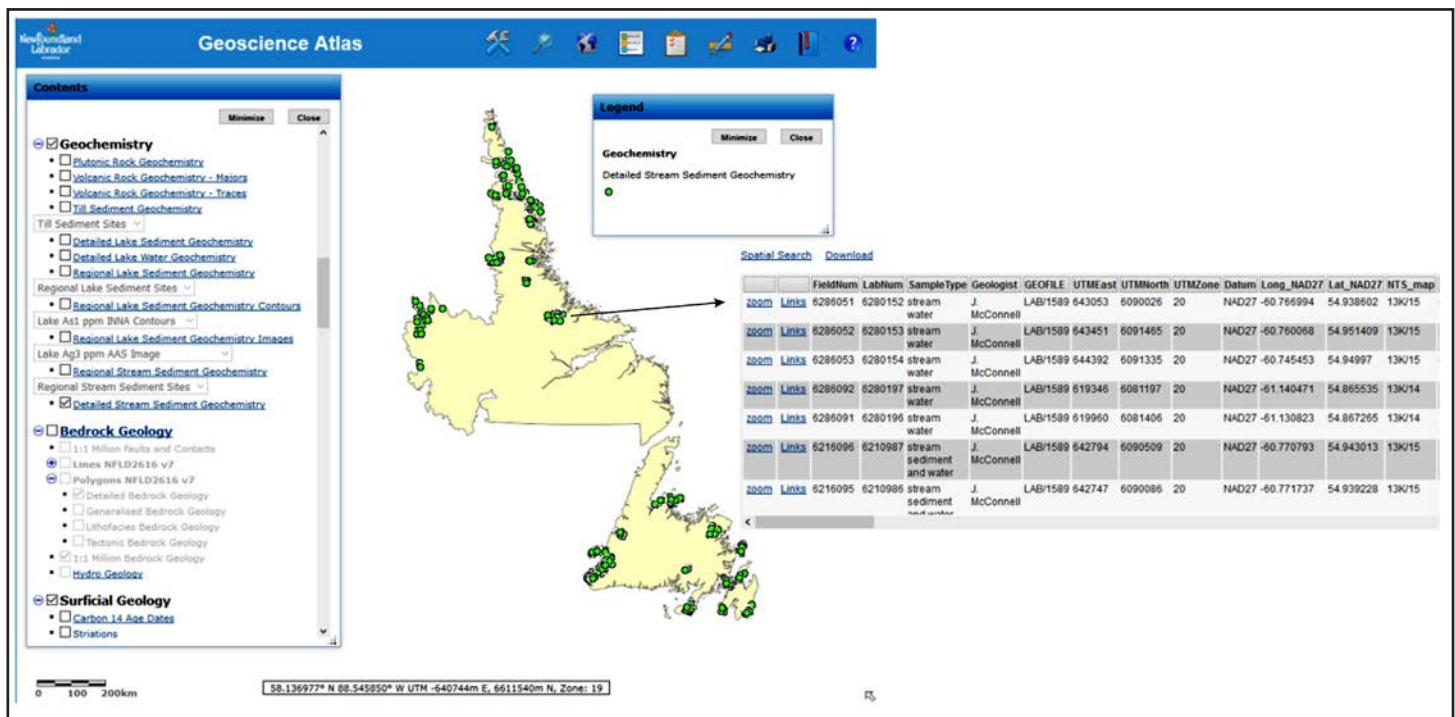 Newfoundland
Labrador
Geoscience Atlas
Contents
Minimize Close
Geochemistry
Plutonic Rock Geochemistry
Volcanic Rock Geochemistry - Majors
Volcanic Rock Geochemistry - Traces
Till Sediment Geochemistry
Till Sediment Sites
Detailed Lake Sediment Geochemistry
Detailed Lake Water Geochemistry
Regional Lake Sediment Geochemistry
Regional Lake Sediment Sites
Regional Lake Sediment Geochemistry Contours
Lake As1 ppm INNA Contours
Regional Lake Sediment Geochemistry Images
Lake Ag3 ppm AAS Image
Regional Stream Sediment Geochemistry
Regional Stream Sediment Sites
Detailed Stream Sediment Geochemistry
Bedrock Geology
1:1 Million Faults and Contacts
Lines NFLD2616 v7
Polygons NFLD2616 v7
Detailed Bedrock Geology
Generalised Bedrock Geology
Lithofacies Bedrock Geology
Tectonic Bedrock Geology
1:1 Million Bedrock Geology
Hydro Geology
Surficial Geology
Carbon 14 Age Dates
Striations
Legend
Minimize Close
Geochemistry
Detailed Stream Sediment Geochemistry
Spatial Search Download
FieldNum LabNum SampleType Geologist GEOFILE UTMEast UTMNorth UTMZone Datum Long_NAD27 Lat_NAD27 NTS_map
zoom Links 6286051 6280152 stream water J. McConnell LAB/1589 643053 6090026 20 NAD27 -60.766994 54.938602 13K/15
zoom Links 6286052 6280153 stream water J. McConnell LAB/1589 643451 6091465 20 NAD27 -60.760068 54.951409 13K/15
zoom Links 6286053 6280154 stream water J. McConnell LAB/1589 644392 6091335 20 NAD27 -60.745453 54.94997 13K/15
zoom Links 6286092 6280197 stream water J. McConnell LAB/1589 619346 6081197 20 NAD27 -61.140471 54.865535 13K/14
zoom Links 6286091 6280196 stream water J. McConnell LAB/1589 619960 6081406 20 NAD27 -61.130823 54.867265 13K/14
zoom Links 6216096 6210987 stream sediment and water J. McConnell LAB/1589 642794 6090509 20 NAD27 -60.770793 54.943013 13K/15
zoom Links 6216095 6210986 stream sediment and water J. McConnell LAB/1589 642747 6090086 20 NAD27 -60.771737 54.939228 13K/15
0 100 200km
58.136977° N 88.545850° W UTM -640744m E, 6611540m N, Zone: 19